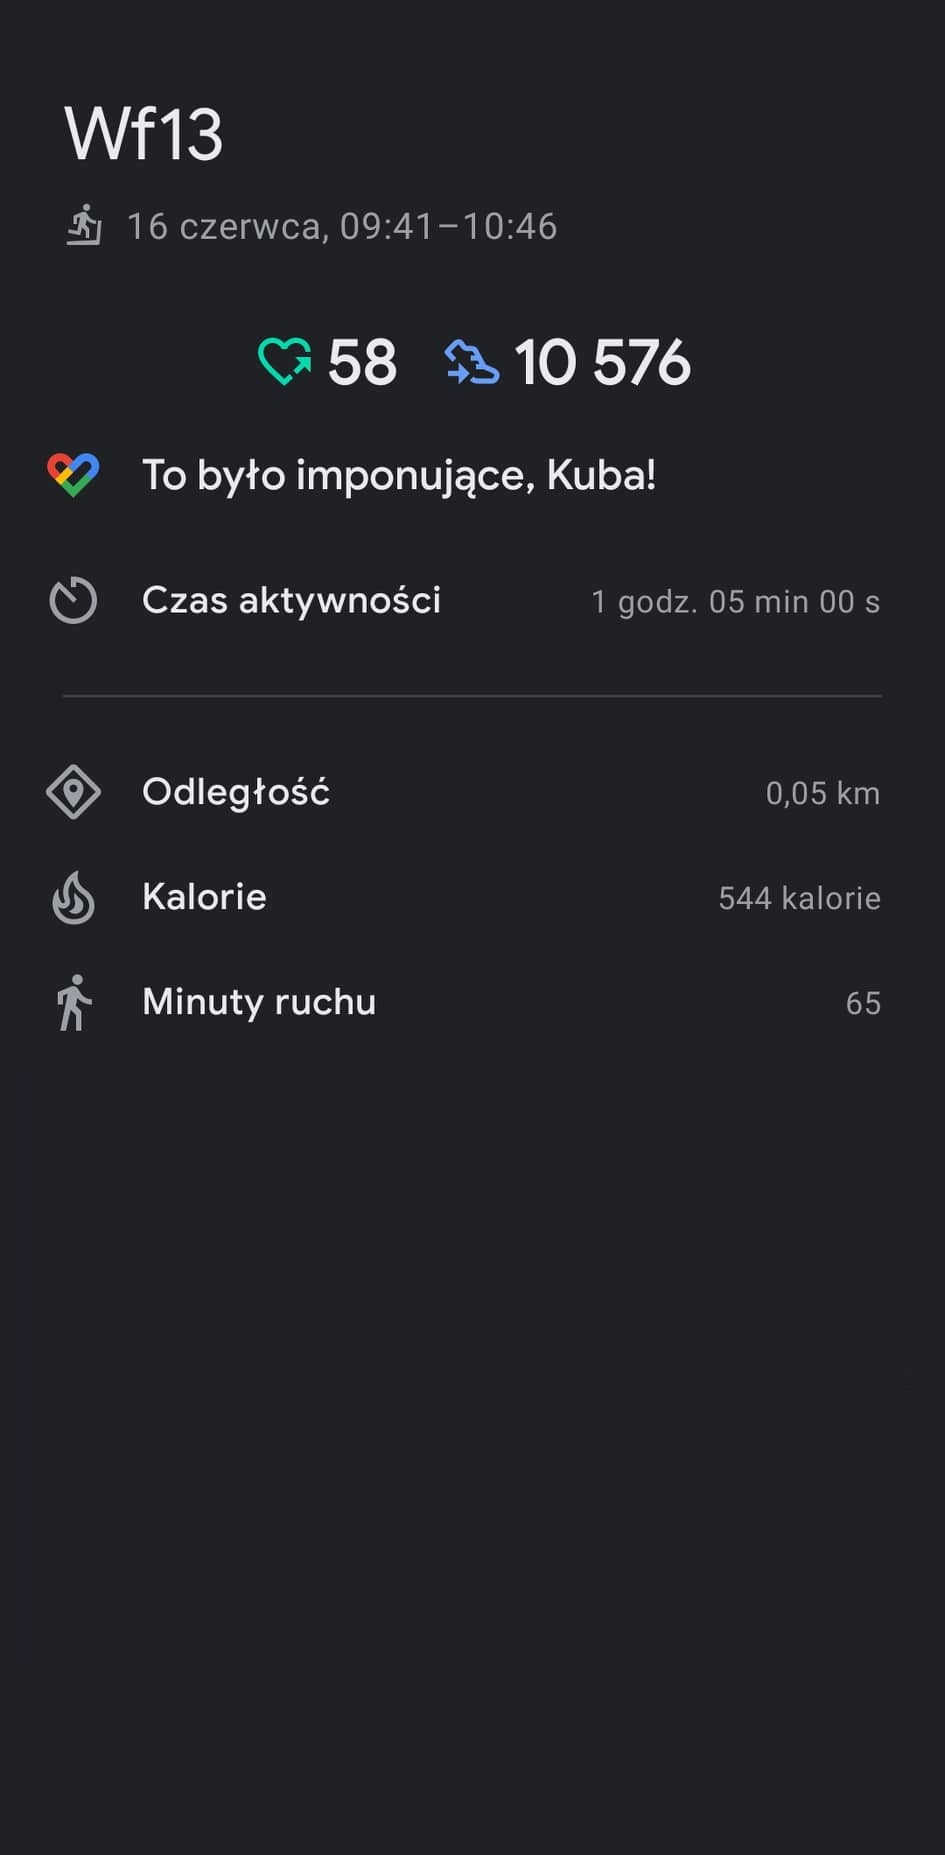 Wf13
16 czerwca, 09:41–10:46
58 10 576
To było imponujące, Kuba!
Czas aktywności 1 godz. 05 min 00 s
Odległość 0,05 km
Kalorie 544 kalorie
Minuty ruchu 65